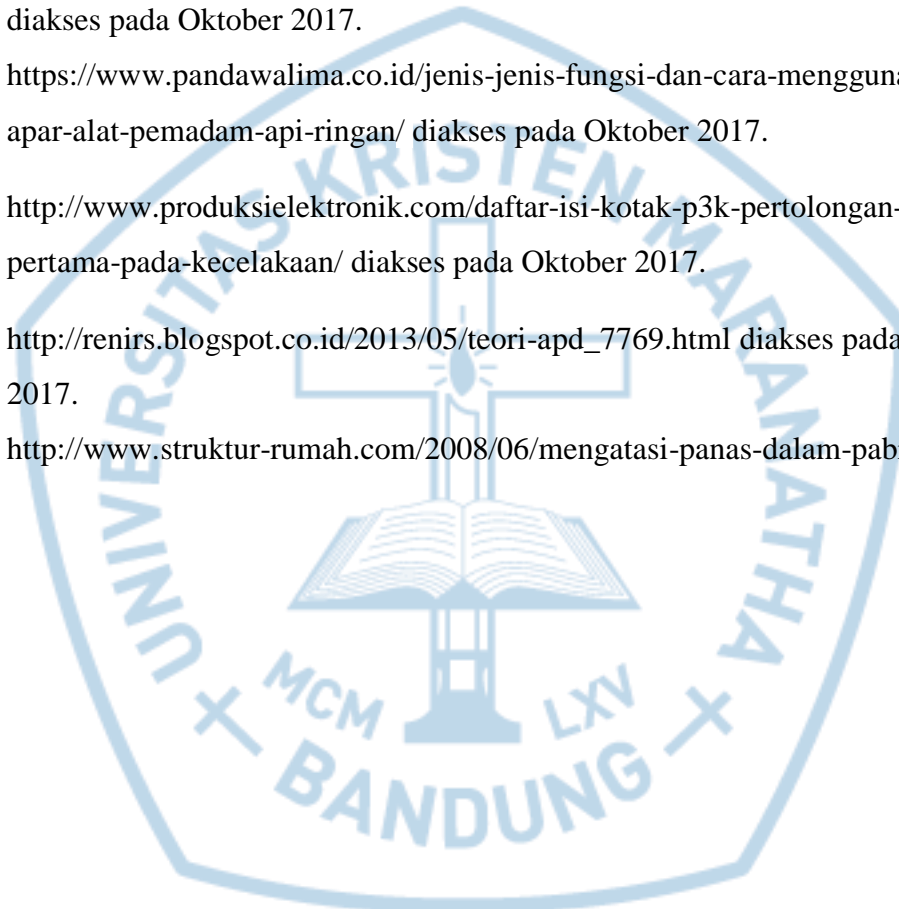 diakses pada Oktober 2017.
https://www.pandawalima.co.id/jenis-jenis-fungsi-dan-cara-mengguna
apar-alat-pemadam-api-ringan/ diakses pada Oktober 2017.
http://www.produksielektronik.com/daftar-isi-kotak-p3k-pertolongan-
pertama-pada-kecelakaan/ diakses pada Oktober 2017.
http://renirs.blogspot.co.id/2013/05/teori-apd_7769.html diakses pada
2017.
http://www.struktur-rumah.com/2008/06/mengatasi-panas-dalam-pab
UNIVERSITAS KRISTEN MARANATHA
MCM LXV
BANDUNG